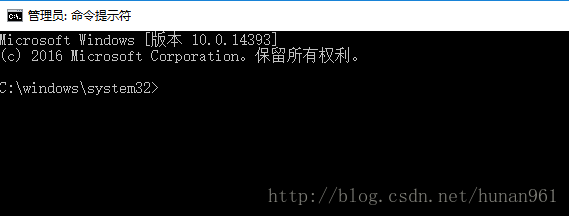 管理员: 命令提示符
Microsoft Windows [版本 10.0.14393]
(c) 2016 Microsoft Corporation。保留所有权利。
C:\windows\system32>
http://blog.csdn.net/hunan961